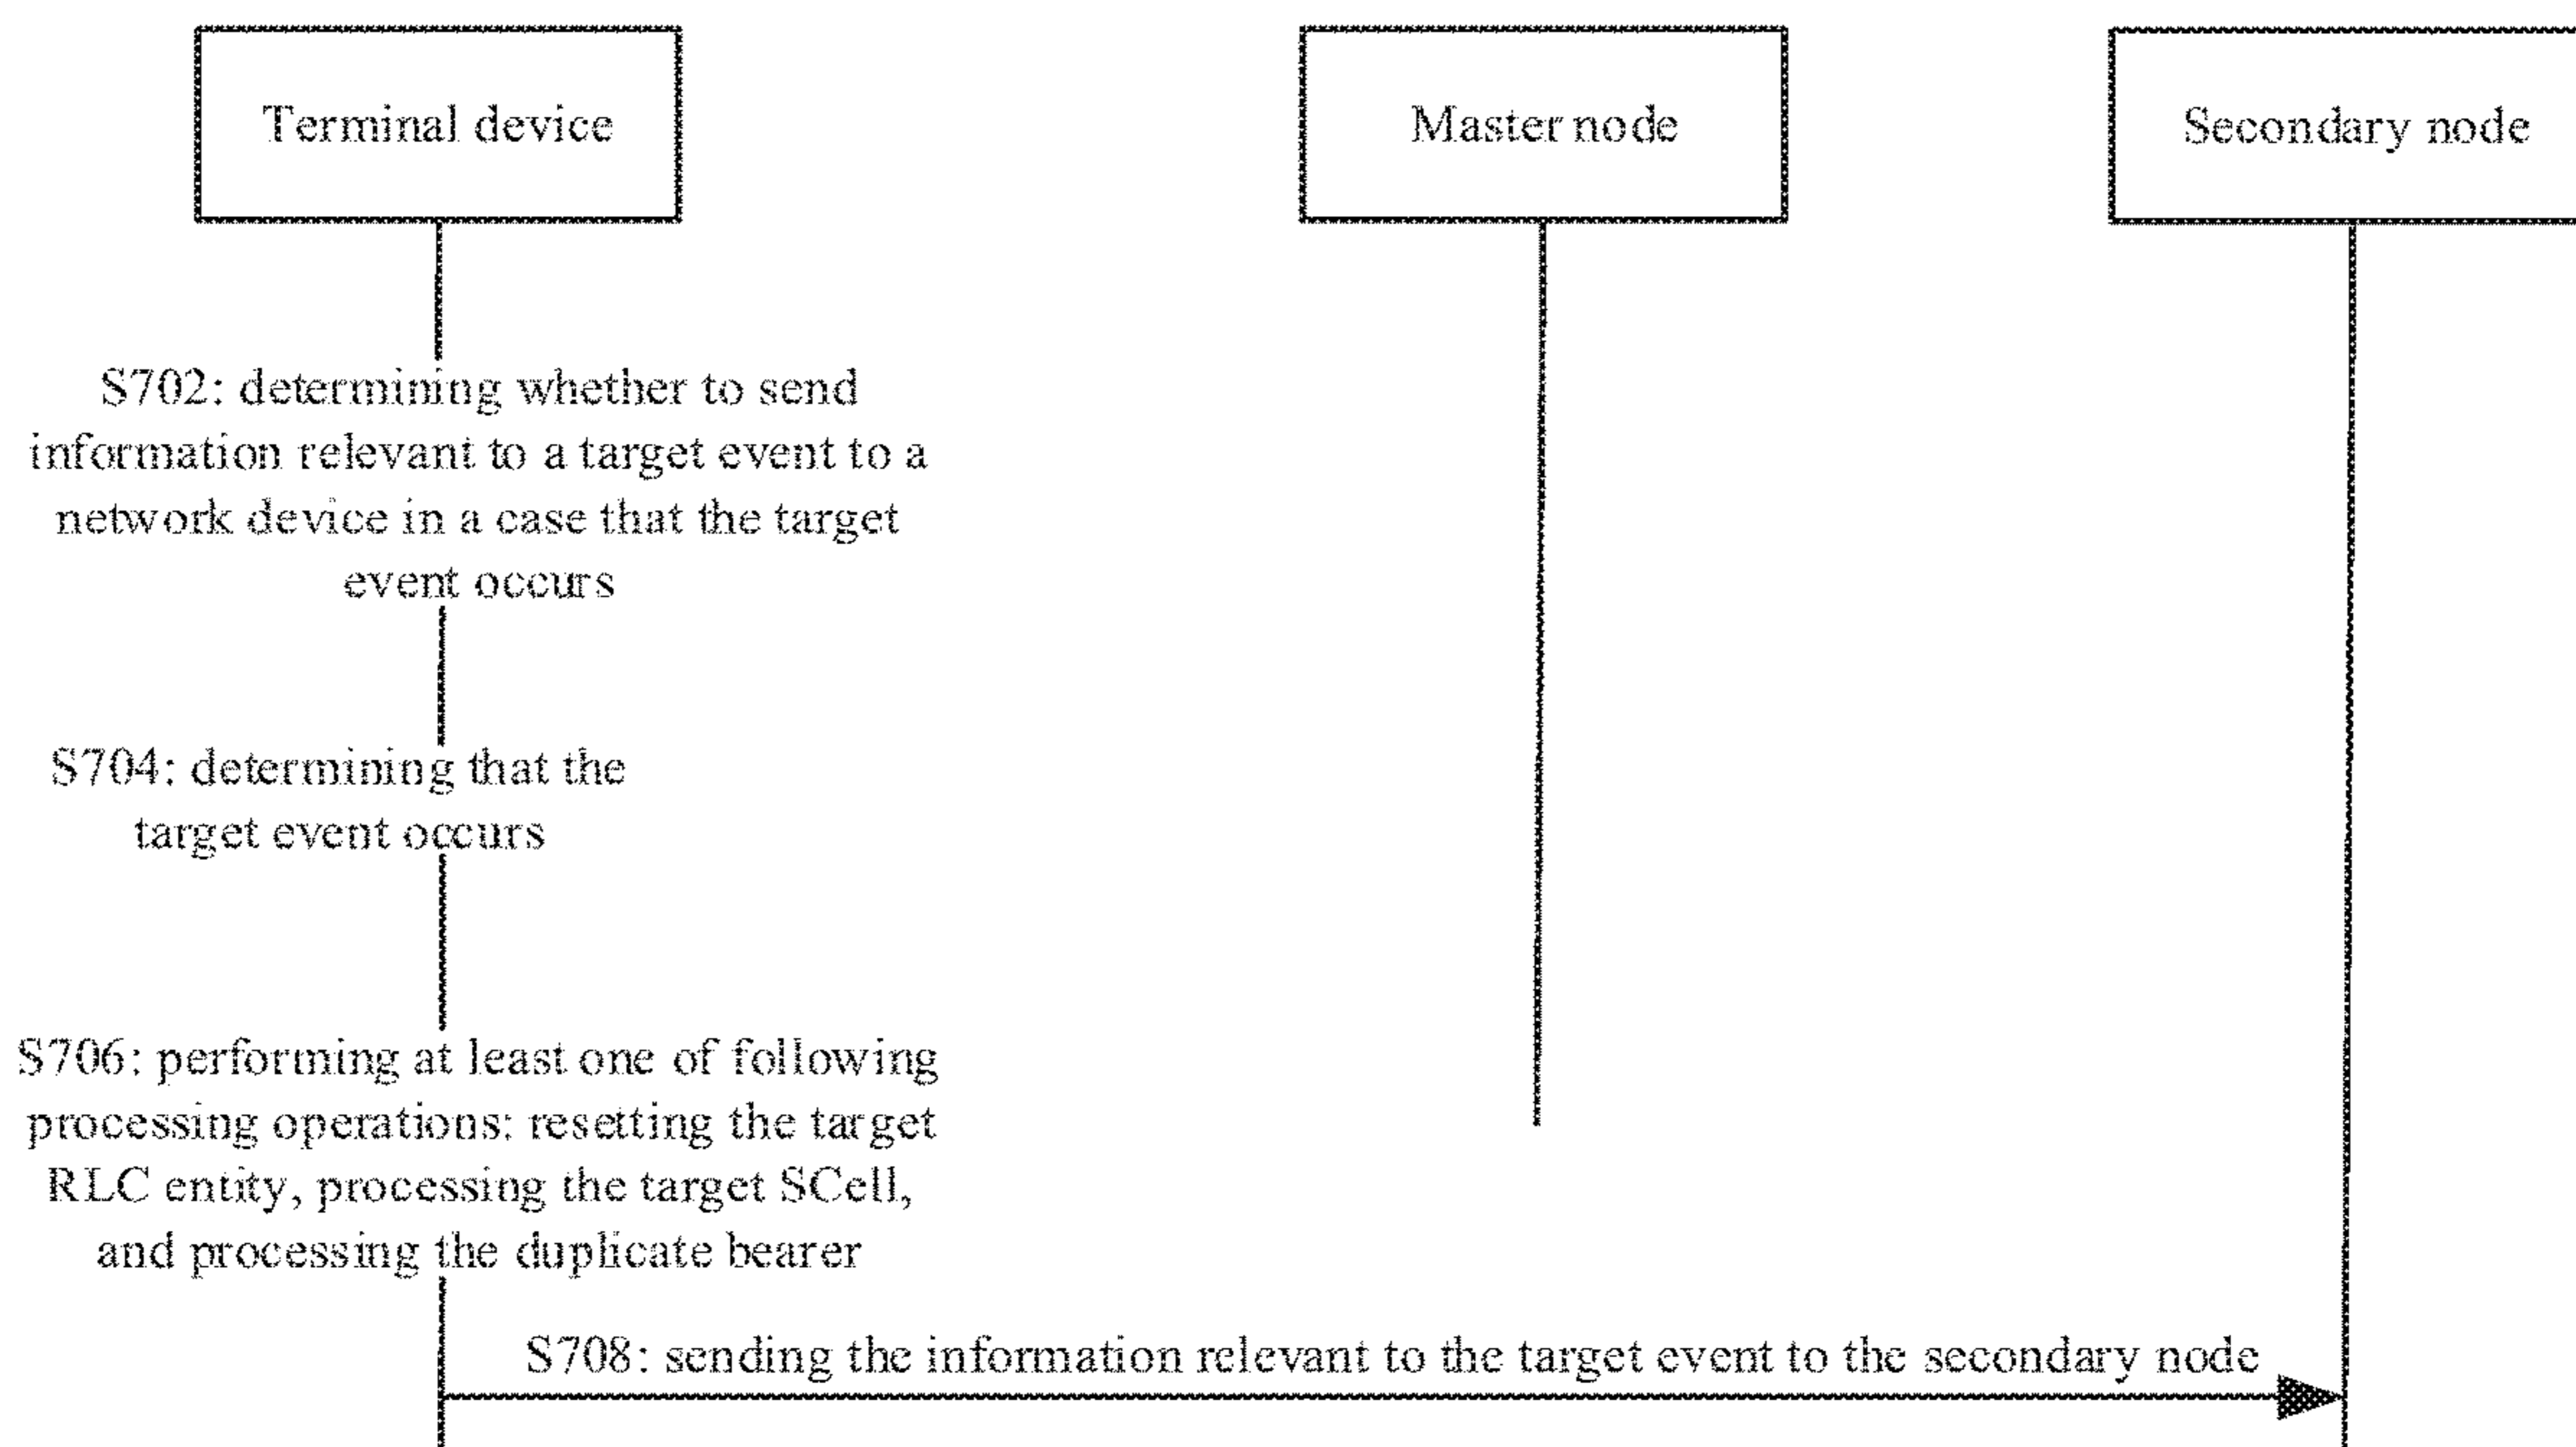 Terminal device
Master node
Secondary node
S702: determining whether to send
information relevant to a target event to a
network device in a case that the target
event occurs
S704: determining that the
target event occurs
S706: performing at least one of following
processing operations: resetting the target
RLC entity, processing the target SCell,
and processing the duplicate bearer
S708: sending the information relevant to the target event to the secondary node